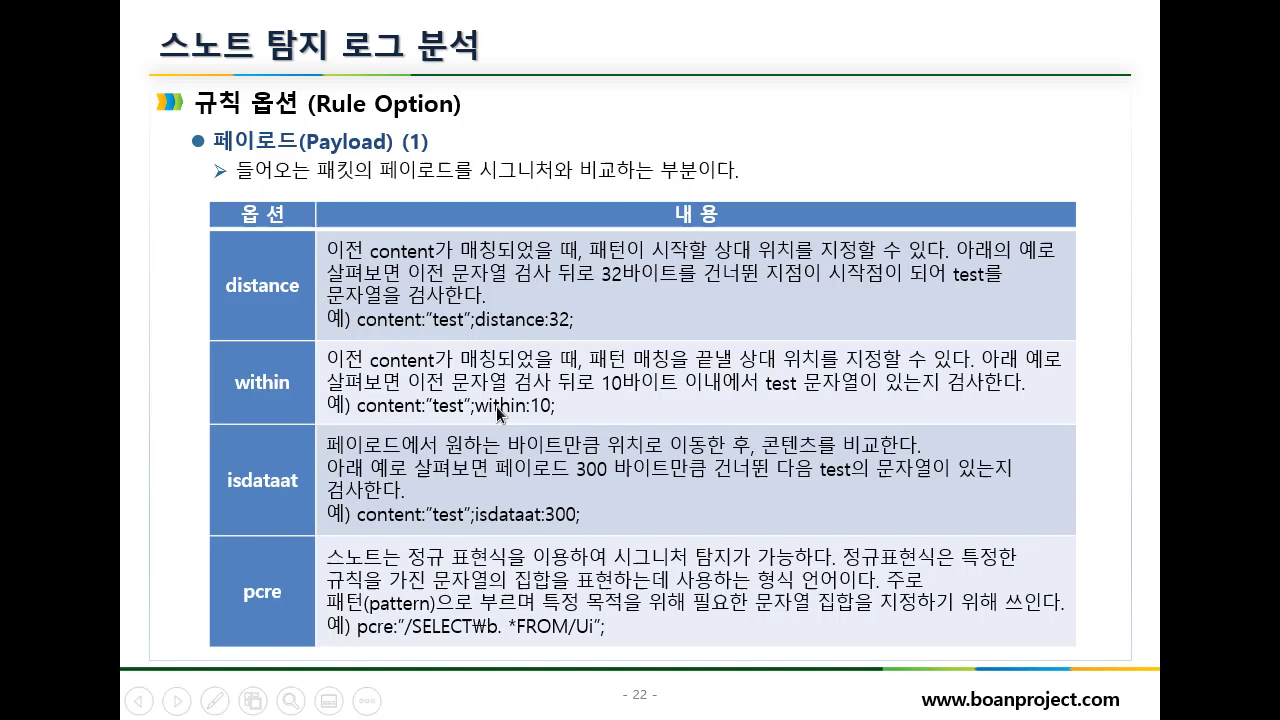 스노트 탐지 로그 분석
규칙 옵션 (Rule Option)
페이로드(Payload) (1)
들어오는 패킷의 페이로드를 시그니처와 비교하는 부분이다.
옵 션
내 용
distance
이전 content가 매칭되었을 때, 패턴이 시작할 상대 위치를 지정할 수 있다. 아래의 예로
살펴보면 이전 문자열 검사 뒤로 32바이트를 건너뛴 지점이 시작점이 되어 test를
문자열을 검사한다.
예) content:”test”;distance:32;
within
이전 content가 매칭되었을 때, 패턴 매칭을 끝낼 상대 위치를 지정할 수 있다. 아래 예로
살펴보면 이전 문자열 검사 뒤로 10바이트 이내에서 test 문자열이 있는지 검사한다.
예) content:”test”;within:10;
isdataat
페이로드에서 원하는 바이트만큼 위치로 이동한 후, 콘텐츠를 비교한다.
아래 예로 살펴보면 페이로드 300 바이트만큼 건너뛴 다음 test의 문자열이 있는지
검사한다.
예) content:”test”;isdataat:300;
pcre
스노트는 정규 표현식을 이용하여 시그니처 탐지가 가능하다. 정규표현식은 특정한
규칙을 가진 문자열의 집합을 표현하는데 사용하는 형식 언어이다. 주로
패턴(pattern)으로 부르며 특정 목적을 위해 필요한 문자열 집합을 지정하기 위해 쓰인다.
예) pcre:”/SELECT₩b. *FROM/Ui”;
- 22 -
www.boanproject.com